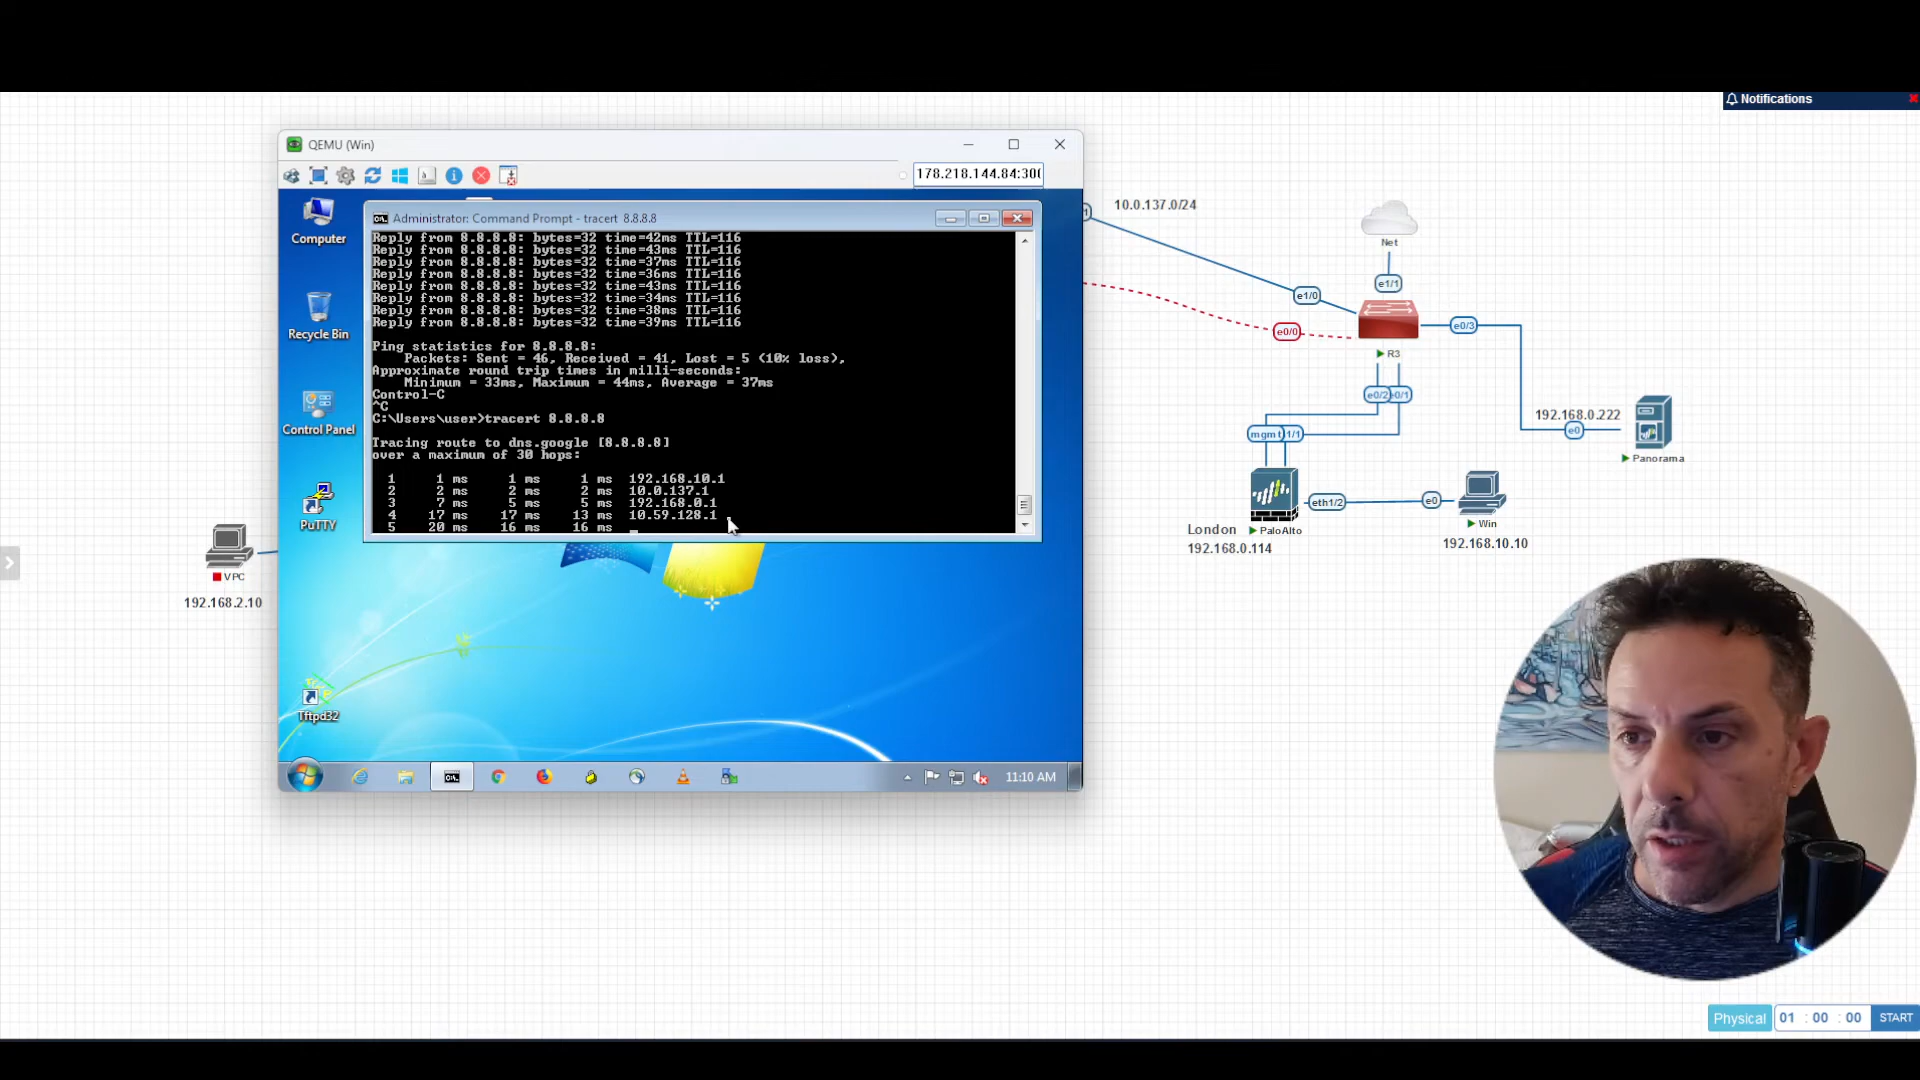 Notifications
QEMU (Win)
178.218.144.84:30
Computer
Recycle Bin
Control Panel
PuTTY
Tftpd32
Administrator: Command Prompt - tracert 8.8.8.8
Reply from 8.8.8.8: bytes=32 time=42ms TTL=116
Reply from 8.8.8.8: bytes=32 time=43ms TTL=116
Reply from 8.8.8.8: bytes=32 time=37ms TTL=116
Reply from 8.8.8.8: bytes=32 time=36ms TTL=116
Reply from 8.8.8.8: bytes=32 time=43ms TTL=116
Reply from 8.8.8.8: bytes=32 time=34ms TTL=116
Reply from 8.8.8.8: bytes=32 time=38ms TTL=116
Reply from 8.8.8.8: bytes=32 time=39ms TTL=116
Ping statistics for 8.8.8.8:
Packets: Sent = 46, Received = 41, Lost = 5 (10% loss),
Approximate round trip times in milli-seconds:
Minimum = 33ms, Maximum = 44ms, Average = 37ms
Control-C
^C
C:\Users\user>tracert 8.8.8.8
Tracing route to dns.google [8.8.8.8]
over a maximum of 30 hops:
1 1 ms 1 ms 1 ms 192.168.10.1
2 2 ms 2 ms 2 ms 10.0.137.1
3 7 ms 5 ms 5 ms 192.168.0.1
4 17 ms 17 ms 13 ms 10.59.128.1
5 20 ms 16 ms 16 ms
11:10 AM
VPC
192.168.2.10
10.0.137.0/24
Net
e1/1
e1/0
e0/0
e0/3
R3
e0/2
e0/1
mgmt
1/1
192.168.0.222
e0
Panorama
eth1/2
e0
London
PaloAlto
192.168.0.114
Win
192.168.10.10
Physical
01 : 00 : 00
START